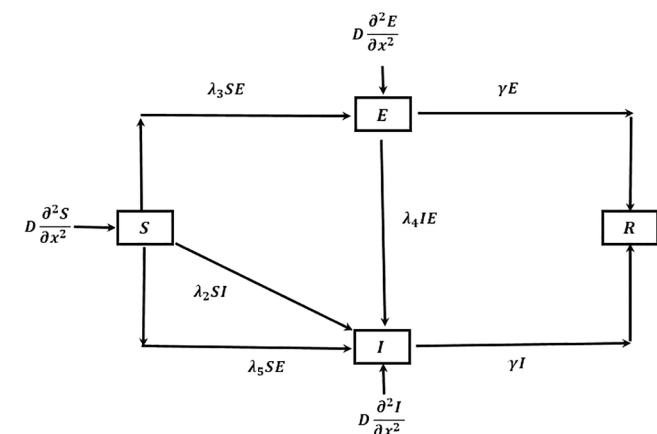 D ∂²E/∂x²
λ₃SE
γE
E
D ∂²S/∂x²
S
λ₄IE
R
λ₂SI
I
λ₅SE
γI
D ∂²I/∂x²